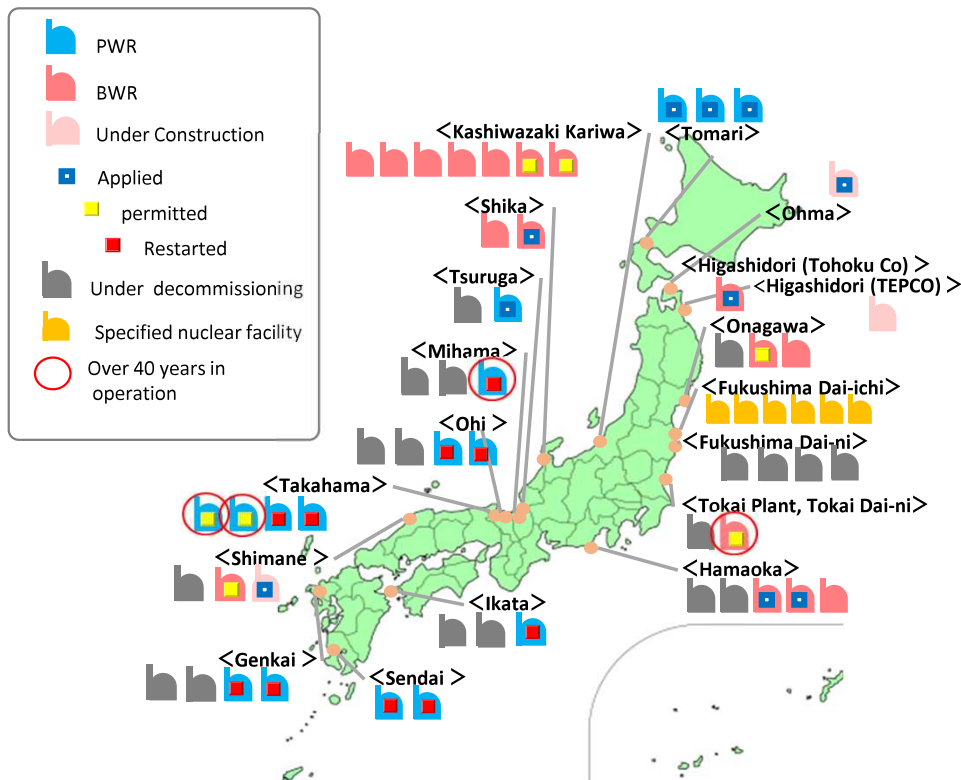 PWR
BWR
Under Construction
Applied
permitted
Restarted
Under decommissioning
Specified nuclear facility
Over 40 years in
operation
<Kashiwazaki Kariwa>
<Tomari>
<Shika>
<Ohma>
<Tsuruga>
<Higashidori (Tohoku Co) >
<Higashidori (TEPCO) >
<Onagawa>
<Mihama>
<Fukushima Dai-ichi>
<Ohi >
<Fukushima Dai-ni>
<Takahama>
<Tokai Plant, Tokai Dai-ni>
<Shimane >
<Hamaoka>
<Ikata>
<Genkai>
<Sendai >